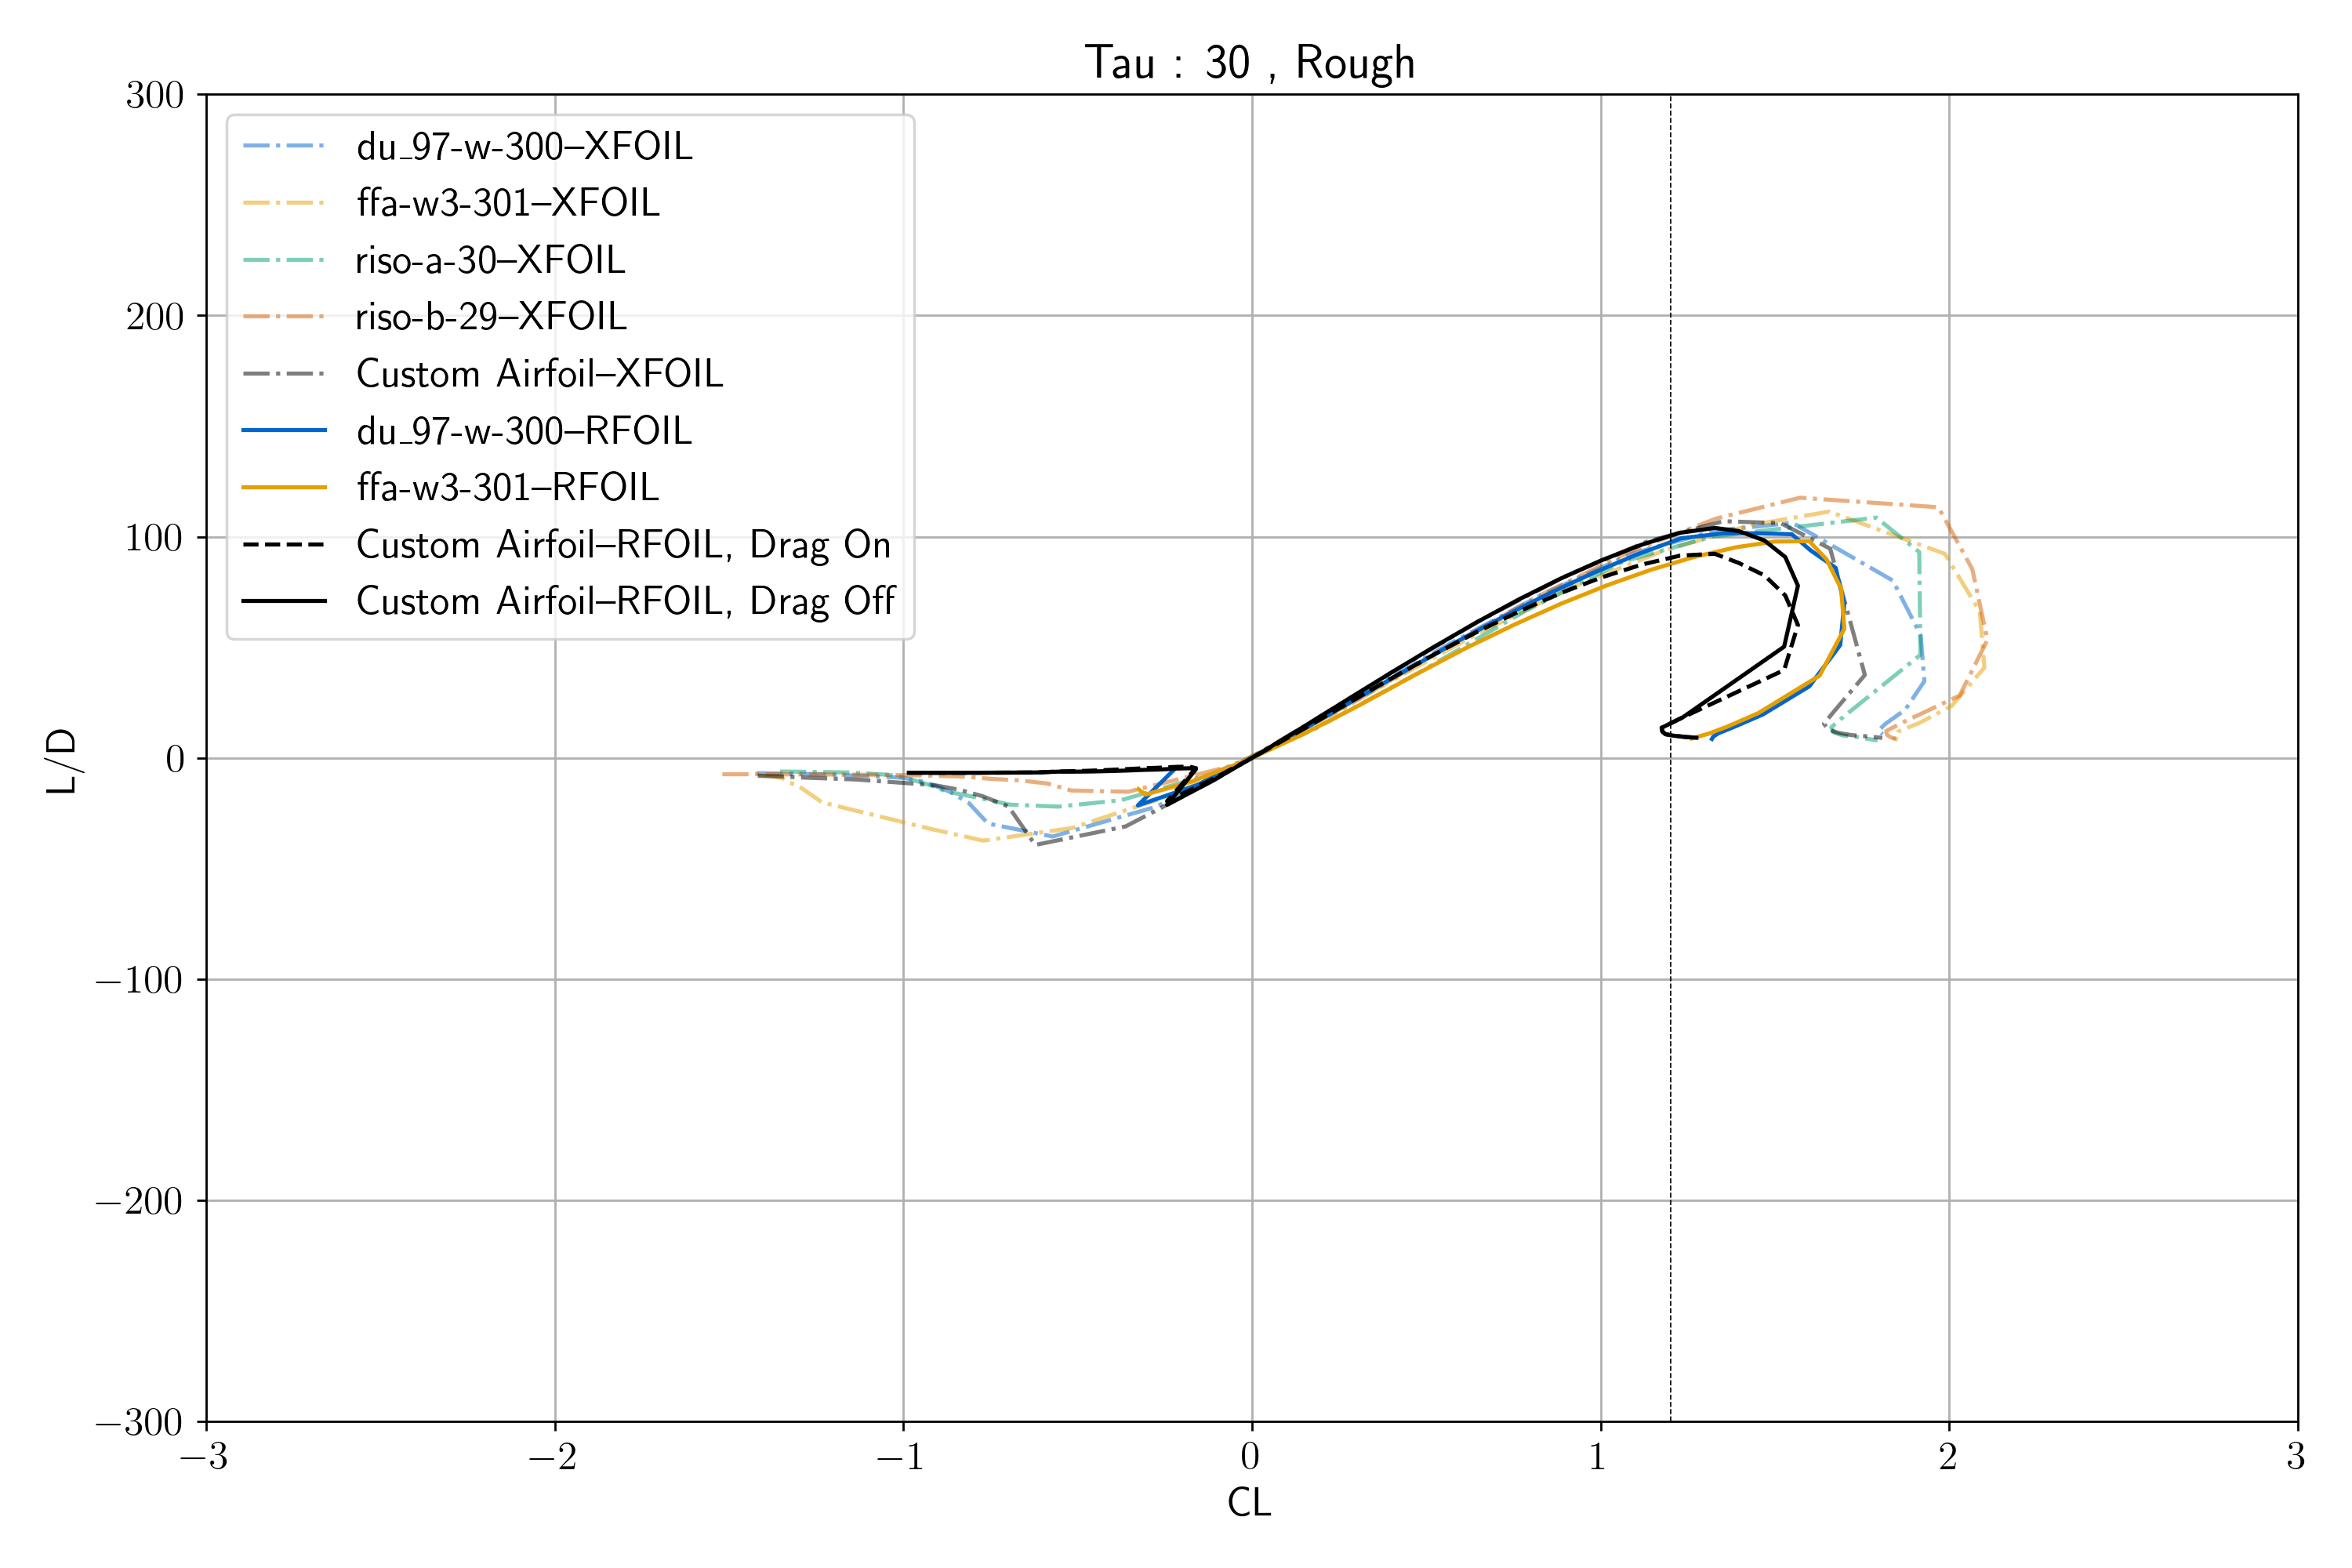 Tau : 30 , Rough
300
200
100
0
−100
−200
−300
L/D
du_97-w-300–XFOIL
ffa-w3-301–XFOIL
riso-a-30–XFOIL
riso-b-29–XFOIL
Custom Airfoil–XFOIL
du_97-w-300–RFOIL
ffa-w3-301–RFOIL
Custom Airfoil–RFOIL, Drag On
Custom Airfoil–RFOIL, Drag Off
−3 −2 −1 0 1 2 3
CL